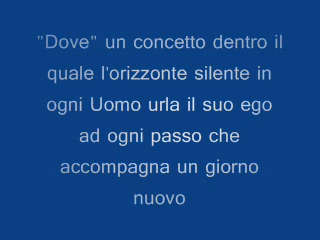 "Dove" un concetto dentro il
quale l'orizzonte silente in
ogni Uomo urla il suo ego
ad ogni passo che
accompagna un giorno
nuovo